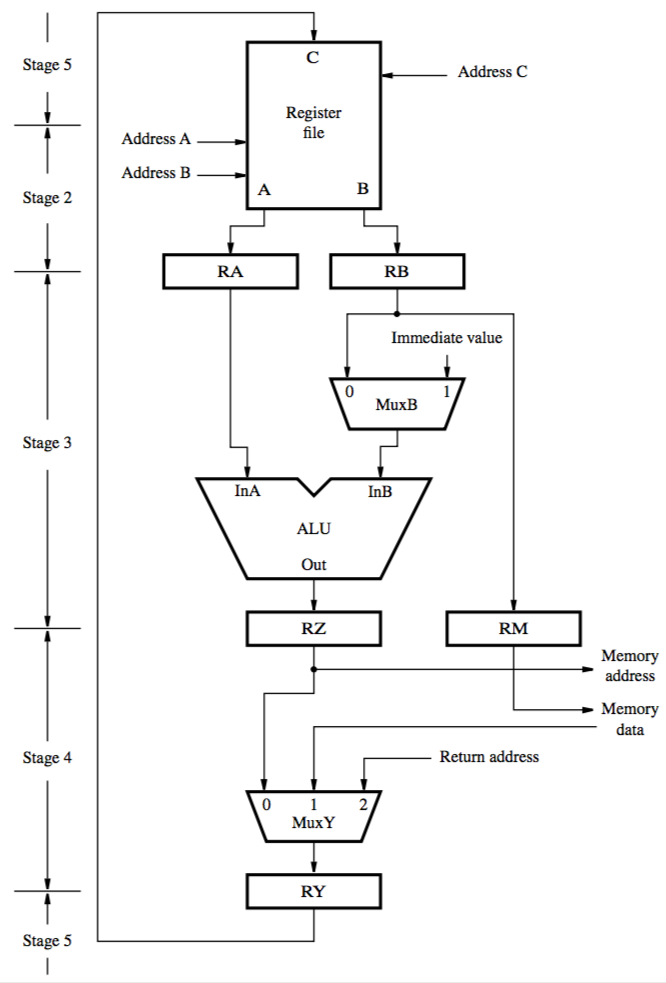 Stage 5
C
Address C
Register
file
Address A
Address B
A
B
Stage 2
RA
RB
Immediate value
0
1
MuxB
Stage 3
InA
InB
ALU
Out
RZ
RM
Memory
address
Memory
data
Stage 4
Return address
0
1
2
MuxY
RY
Stage 5